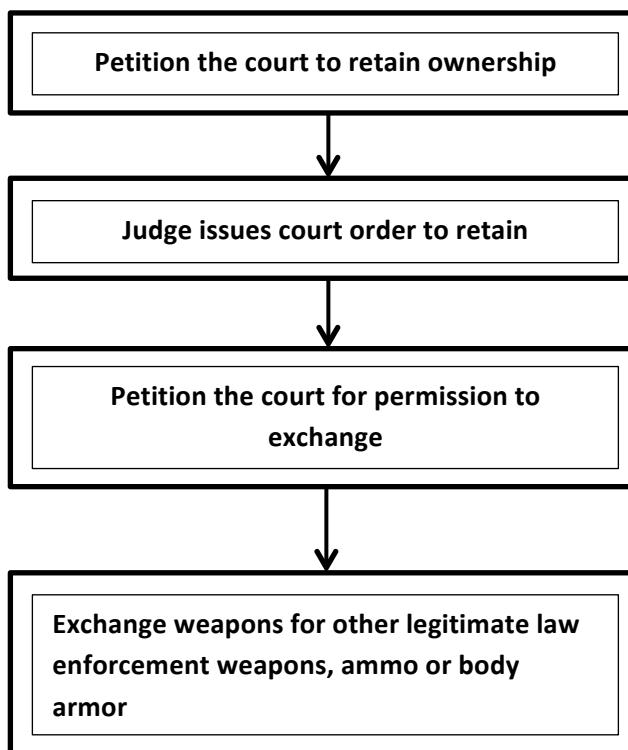 Petition the court to retain ownership
Judge issues court order to retain
Petition the court for permission to
exchange
Exchange weapons for other legitimate law
enforcement weapons, ammo or body
armor